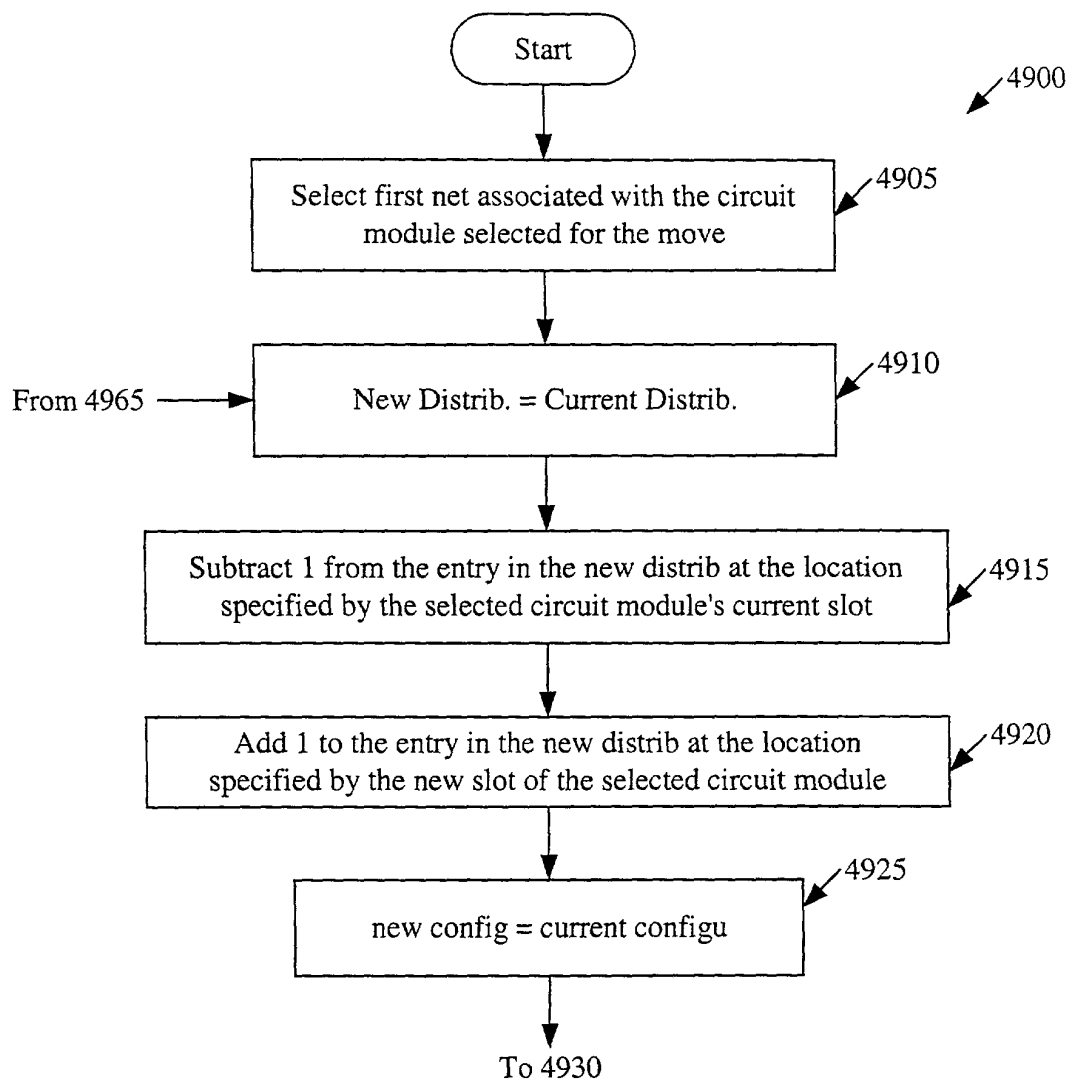 Start
4900
4905
Select first net associated with the circuit
module selected for the move
4910
From 4965
New Distrib. = Current Distrib.
4915
Subtract 1 from the entry in the new distrib at the location
specified by the selected circuit module's current slot
4920
Add 1 to the entry in the new distrib at the location
specified by the new slot of the selected circuit module
4925
new config = current configu
To 4930